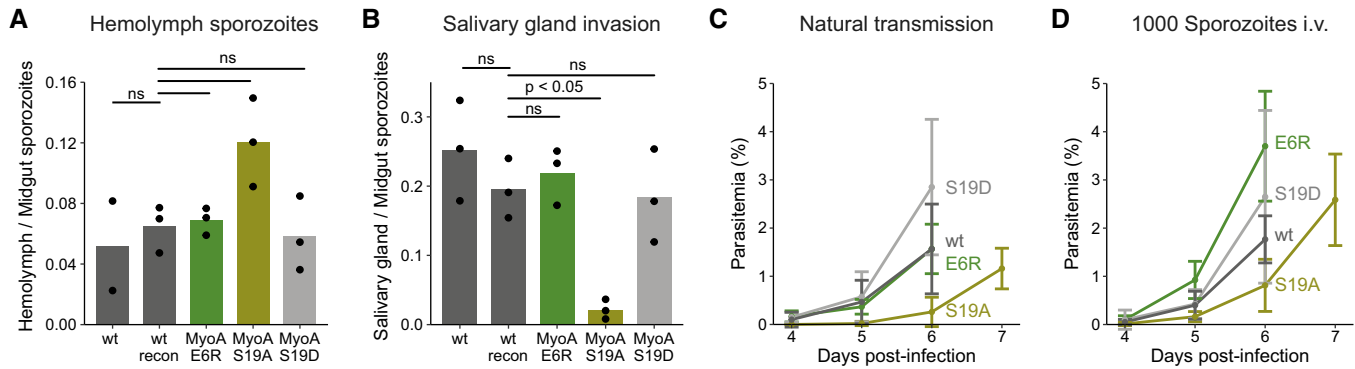 A Hemolymph sporozoites
Hemolymph / Midgut sporozoites
0.16
0.12
0.08
0.04
0.00
ns
ns
wt
wt recon
MyoA E6R
MyoA S19A
MyoA S19D
B Salivary gland invasion
Salivary gland / Midgut sporozoites
0.3
0.2
0.1
0.0
ns
ns
p < 0.05
ns
wt
wt recon
MyoA E6R
MyoA S19A
MyoA S19D
C Natural transmission
Parasitemia (%)
5
4
3
2
1
0
S19D
wt
E6R
S19A
4 5 6 7
Days post-infection
D 1000 Sporozoites i.v.
Parasitemia (%)
5
4
3
2
1
0
E6R
S19D
wt
S19A
4 5 6 7
Days post-infection